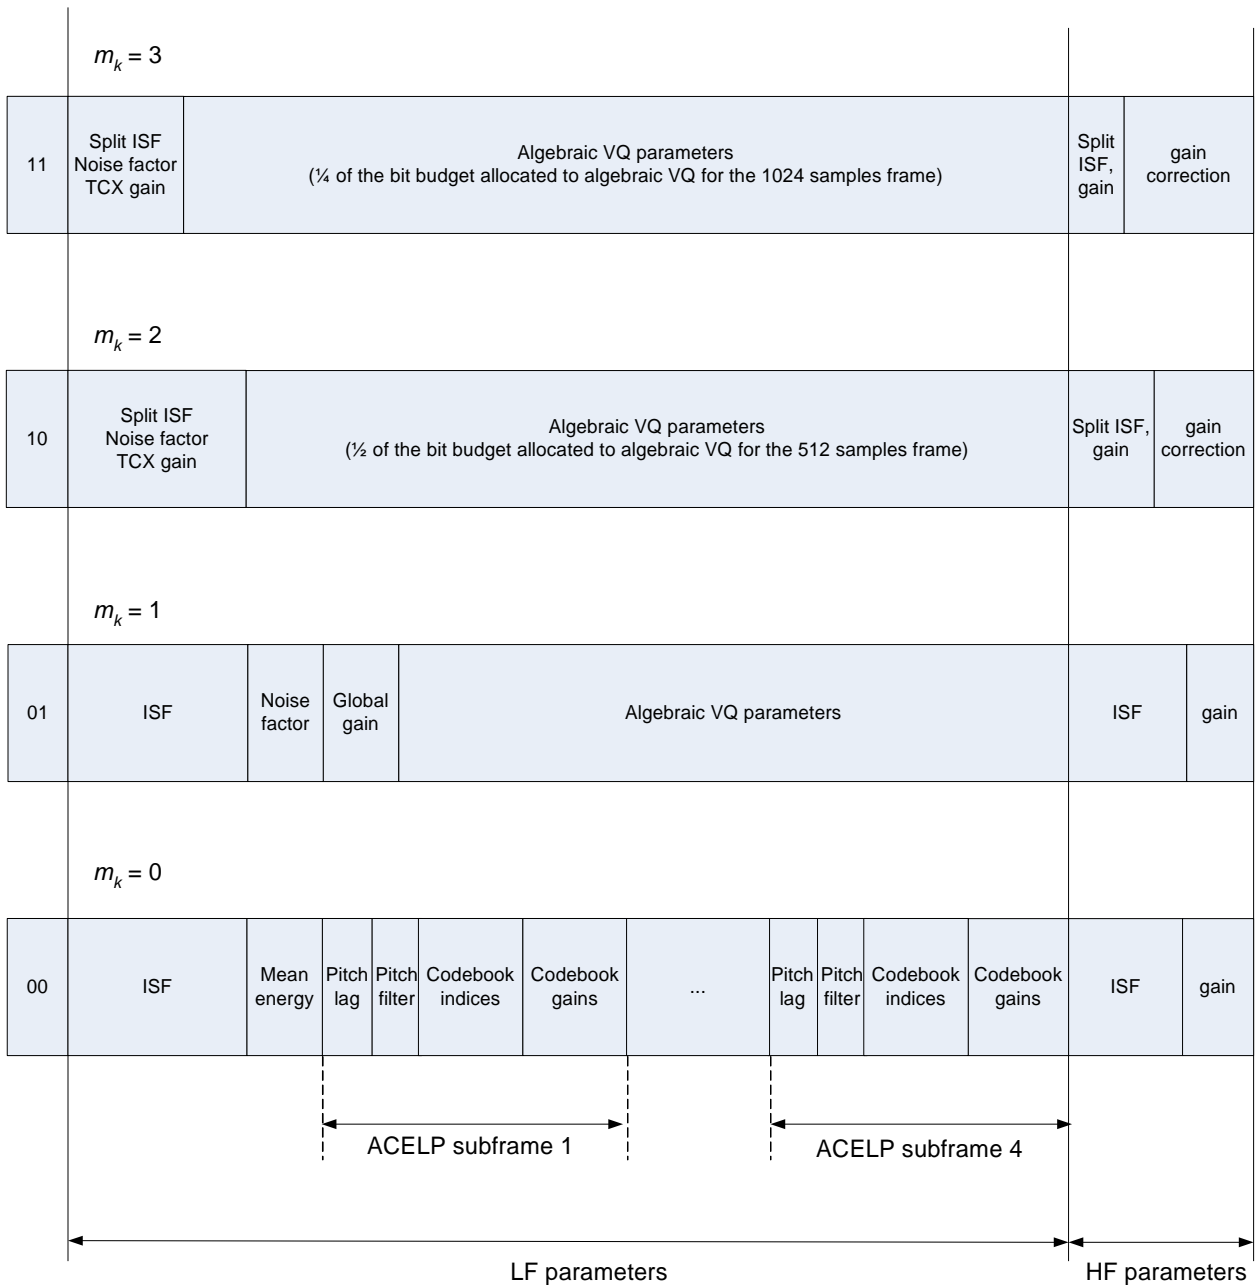 m_k = 3
11
Split ISF
Noise factor
TCX gain
Algebraic VQ parameters
(¼ of the bit budget allocated to algebraic VQ for the 1024 samples frame)
Split
ISF,
gain
gain
correction
m_k = 2
10
Split ISF
Noise factor
TCX gain
Algebraic VQ parameters
(½ of the bit budget allocated to algebraic VQ for the 512 samples frame)
Split ISF,
gain
gain
correction
m_k = 1
01
ISF
Noise
factor
Global
gain
Algebraic VQ parameters
ISF
gain
m_k = 0
00
ISF
Mean
energy
Pitch
lag
Pitch
filter
Codebook
indices
Codebook
gains
...
Pitch
lag
Pitch
filter
Codebook
indices
Codebook
gains
ISF
gain
ACELP subframe 1
ACELP subframe 4
LF parameters
HF parameters